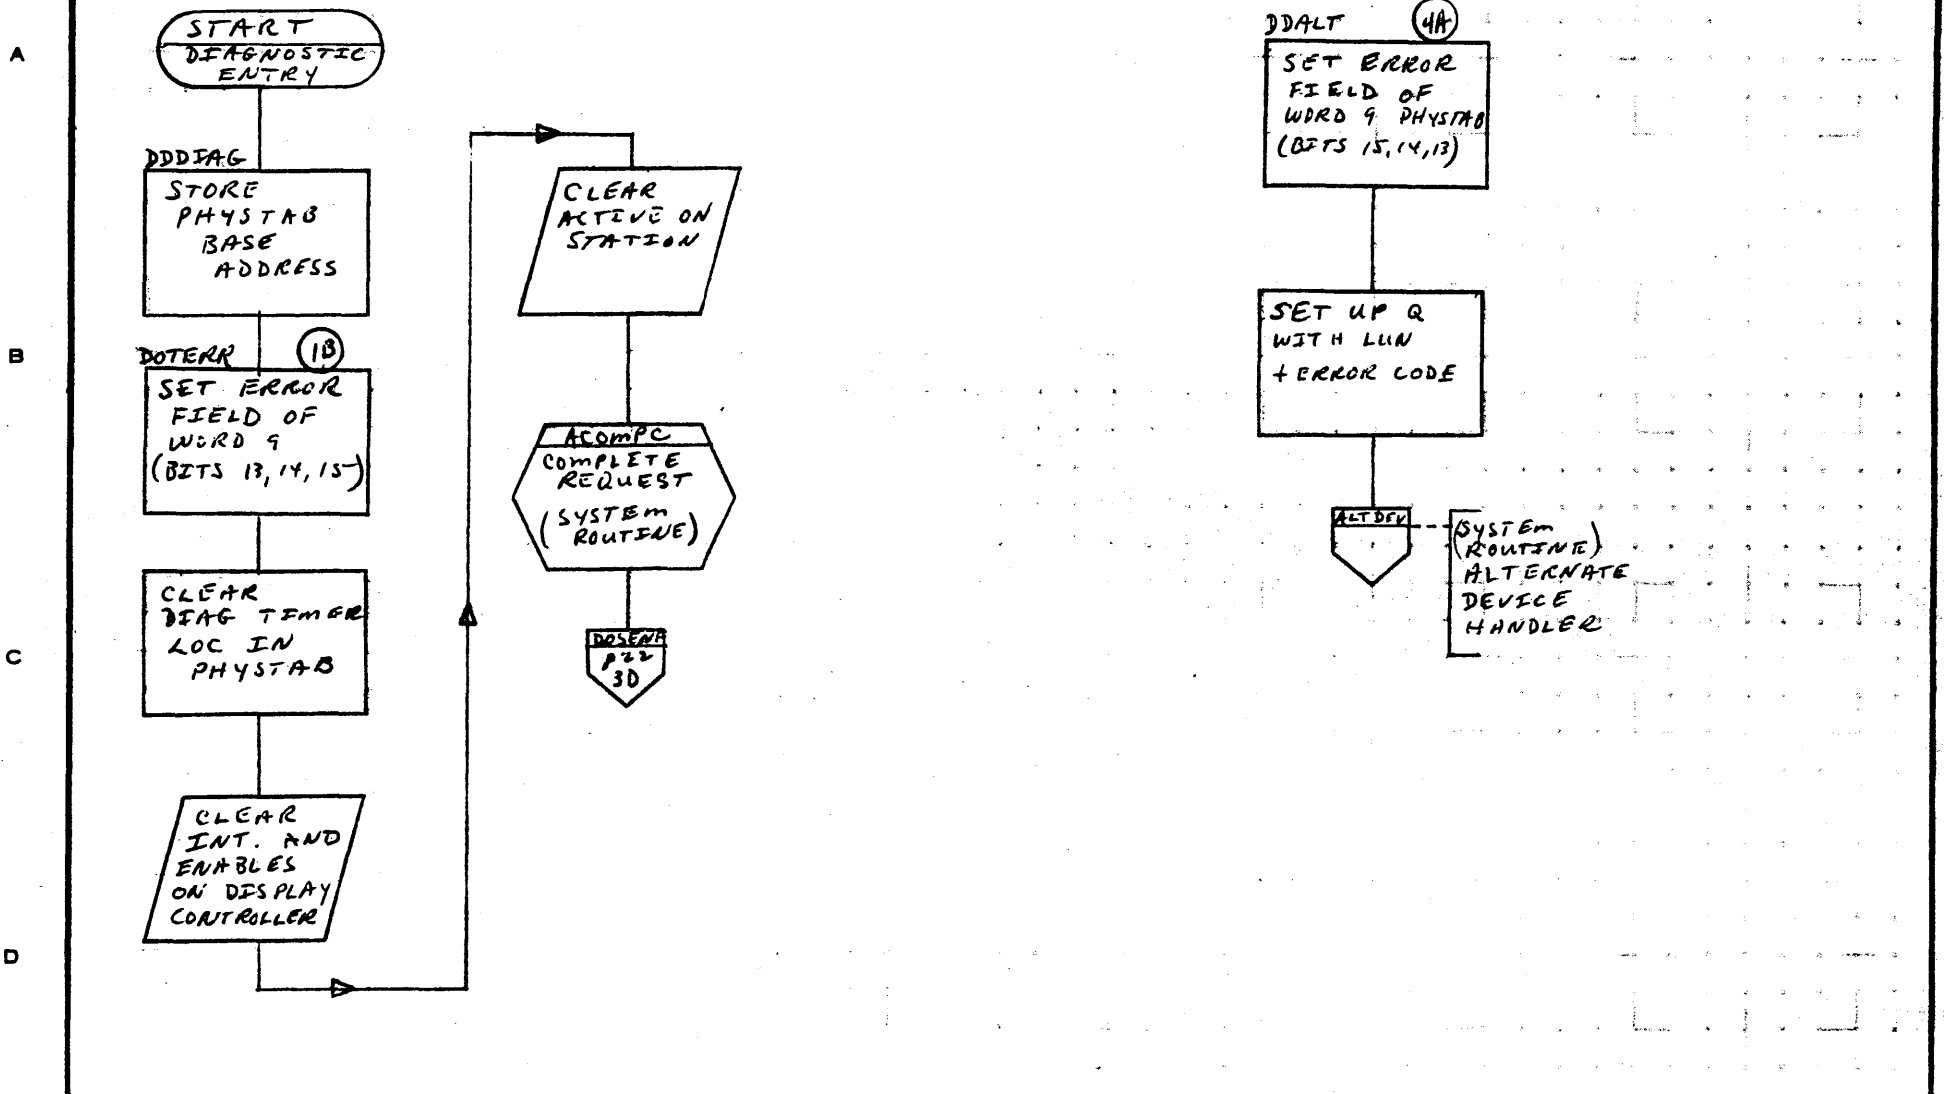 A
START
DIAGNOSTIC
ENTRY
DDDIAG
STORE
PHYSTAB
BASE
ADDRESS
B
DOTERR
1B
SET ERROR
FIELD OF
WORD 9
(BITS 13, 14, 15)
CLEAR
DIAG TIMER
LOC IN
PHYSTAB
C
CLEAR
INT. AND
ENABLES
ON DISPLAY
CONTROLLER
D
CLEAR
ACTIVE ON
STATION
ACOMPC
COMPLETE
REQUEST
(SYSTEM
ROUTINE)
P22
3D
DDALT
4A
SET ERROR
FIELD OF
WORD 9 PHYSTAB
(BITS 15, 14, 13)
SET UP Q
WITH LUN
+ ERROR CODE
ALTDEV
(SYSTEM
ROUTINE)
ALTERNATE
DEVICE
HANDLER